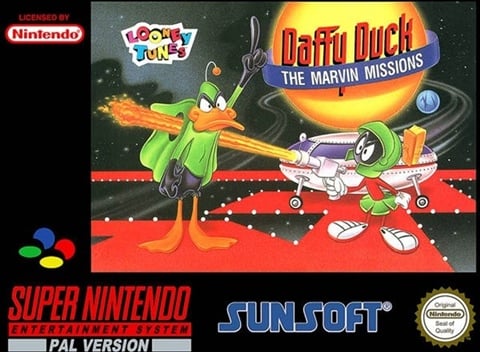 LICENSED BY
Nintendo
LOONEY
TUNES
Daffy Duck
THE MARVIN MISSIONS
SUPER NINTENDO
ENTERTAINMENT SYSTEM
PAL VERSION
SUNSOFT®
Original
Nintendo
Seal of
Quality